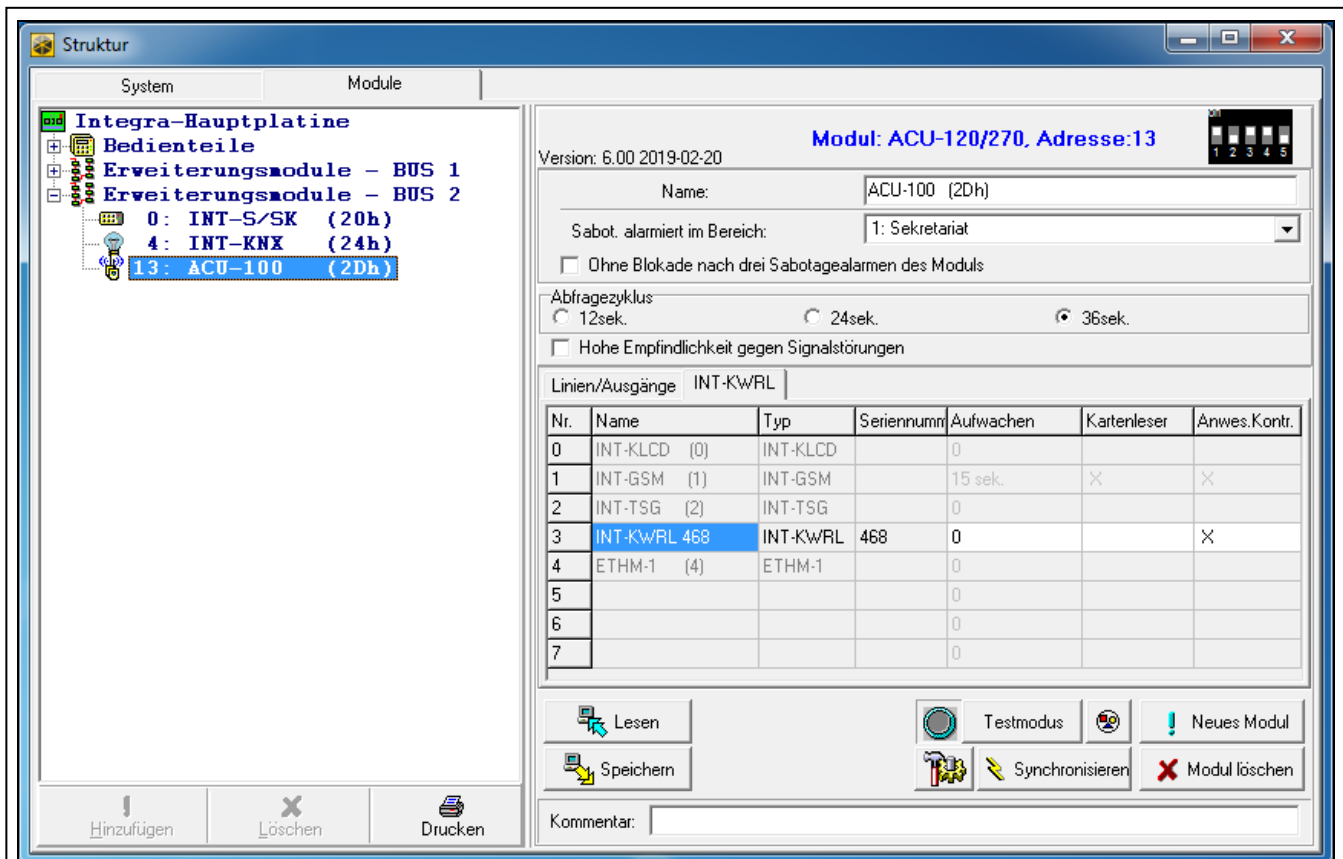 Struktur
System Module
Integra-Hauptplatine
Bedienteile
Erweiterungsmodule - BUS 1
Erweiterungsmodule - BUS 2
0: INT-S/SK (20h)
4: INT-KNX (24h)
13: ACU-100 (2Dh)
Hinzufügen Löschen Drucken
Version: 6.00 2019-02-20 Modul: ACU-120/270, Adresse:13
on
1 2 3 4 5
Name: ACU-100 (2Dh)
Sabot. alarmiert im Bereich: 1: Sekretariat
Ohne Blokade nach drei Sabotagealarmen des Moduls
Abfragezyklus
12sek. 24sek. 36sek.
Hohe Empfindlichkeit gegen Signalstörungen
Linien/Ausgänge INT-KWRL
Nr. Name Typ Seriennumm Aufwachen Kartenleser Anwes.Kontr.
0 INT-KLCD (0) INT-KLCD 0
1 INT-GSM (1) INT-GSM 15 sek. X X
2 INT-TSG (2) INT-TSG 0
3 INT-KWRL 468 INT-KWRL 468 0 X
4 ETHM-1 (4) ETHM-1 0
5 0
6 0
7 0
Lesen Testmodus Neues Modul
Speichern Synchronisieren Modul löschen
Kommentar: